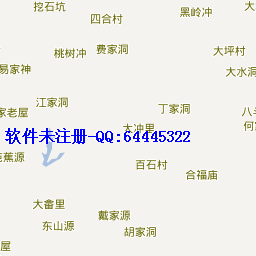 挖石坑
四合村
黑岭冲
桃树冲
费家洞
大坪村
易家神
大水洞
江家洞
丁家洞
家老屋
八斗
大冲里
何家
软件未注册-QQ:64445322
芭蕉源
百石村
合福庙
大畲里
戴家源
东山源
胡家洞
屋